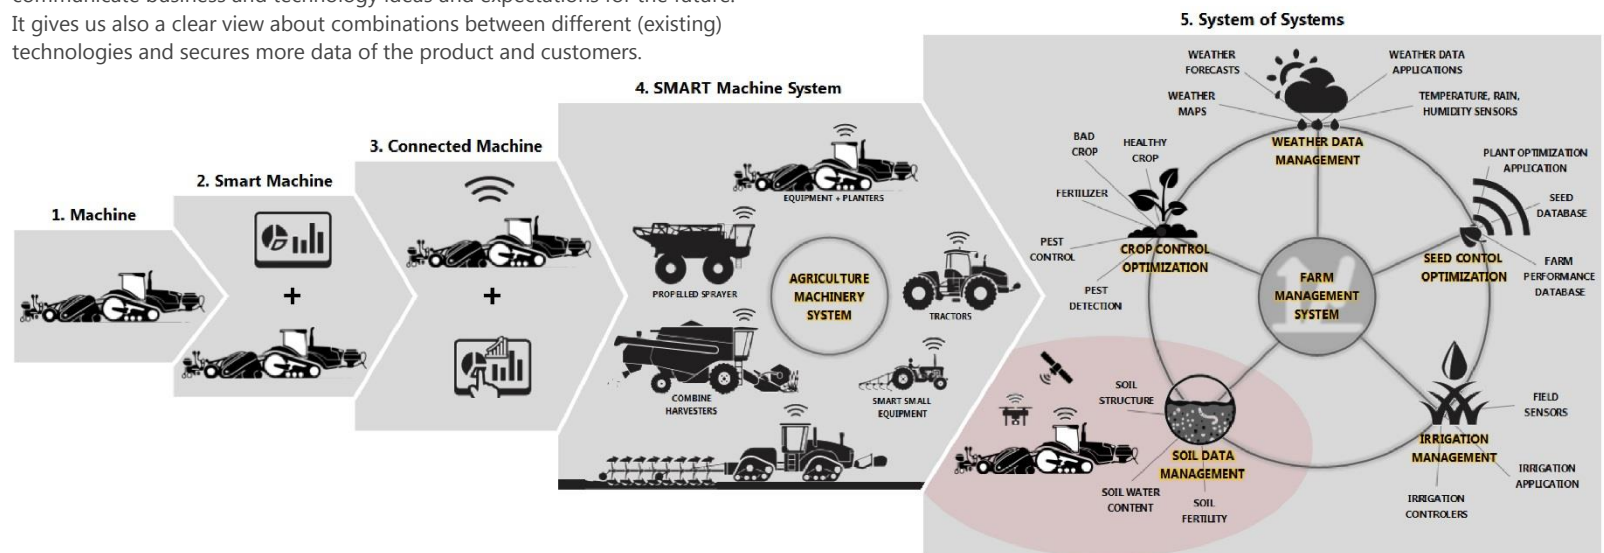 communicate business and technology ideas and expectations for the future.
It gives us also a clear view about combinations between different (existing)
technologies and secures more data of the product and customers.
1. Machine
2. Smart Machine
+
3. Connected Machine
+
4. SMART Machine System
EQUIPMENT + PLANTERS
PROPELLED SPRAYER
AGRICULTURE
MACHINERY
SYSTEM
TRACTORS
COMBINE
HARVESTERS
SMART SMALL
EQUIPMENT
5. System of Systems
WEATHER
FORECASTS
WEATHER DATA
APPLICATIONS
WEATHER
MAPS
TEMPERATURE, RAIN,
HUMIDITY SENSORS
WEATHER DATA
MANAGEMENT
BAD
CROP
HEALTHY
CROP
FERTILIZER
PEST
CONTROL
PEST
DETECTION
CROP CONTROL
OPTIMIZATION
PLANT OPTIMIZATION
APPLICATION
SEED
DATABASE
FARM
PERFORMANCE
DATABASE
SEED CONTOL
OPTIMIZATION
FARM
MANAGEMENT
SYSTEM
SOIL
STRUCTURE
SOIL DATA
MANAGEMENT
SOIL WATER
CONTENT
SOIL
FERTILITY
FIELD
SENSORS
IRRIGATION
MANAGEMENT
IRRIGATION
APPLICATION
IRRIGATION
CONTROLERS